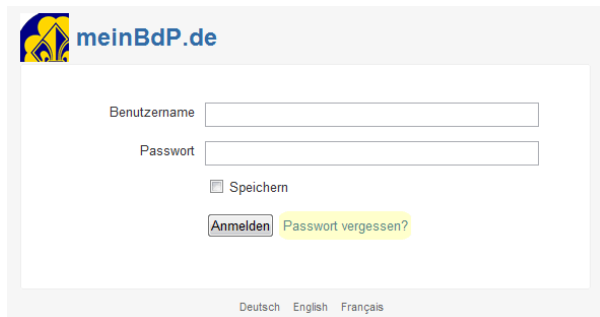 meinBdP.de
Benutzername
Passwort
Speichern
Anmelden Passwort vergessen?
Deutsch English Français